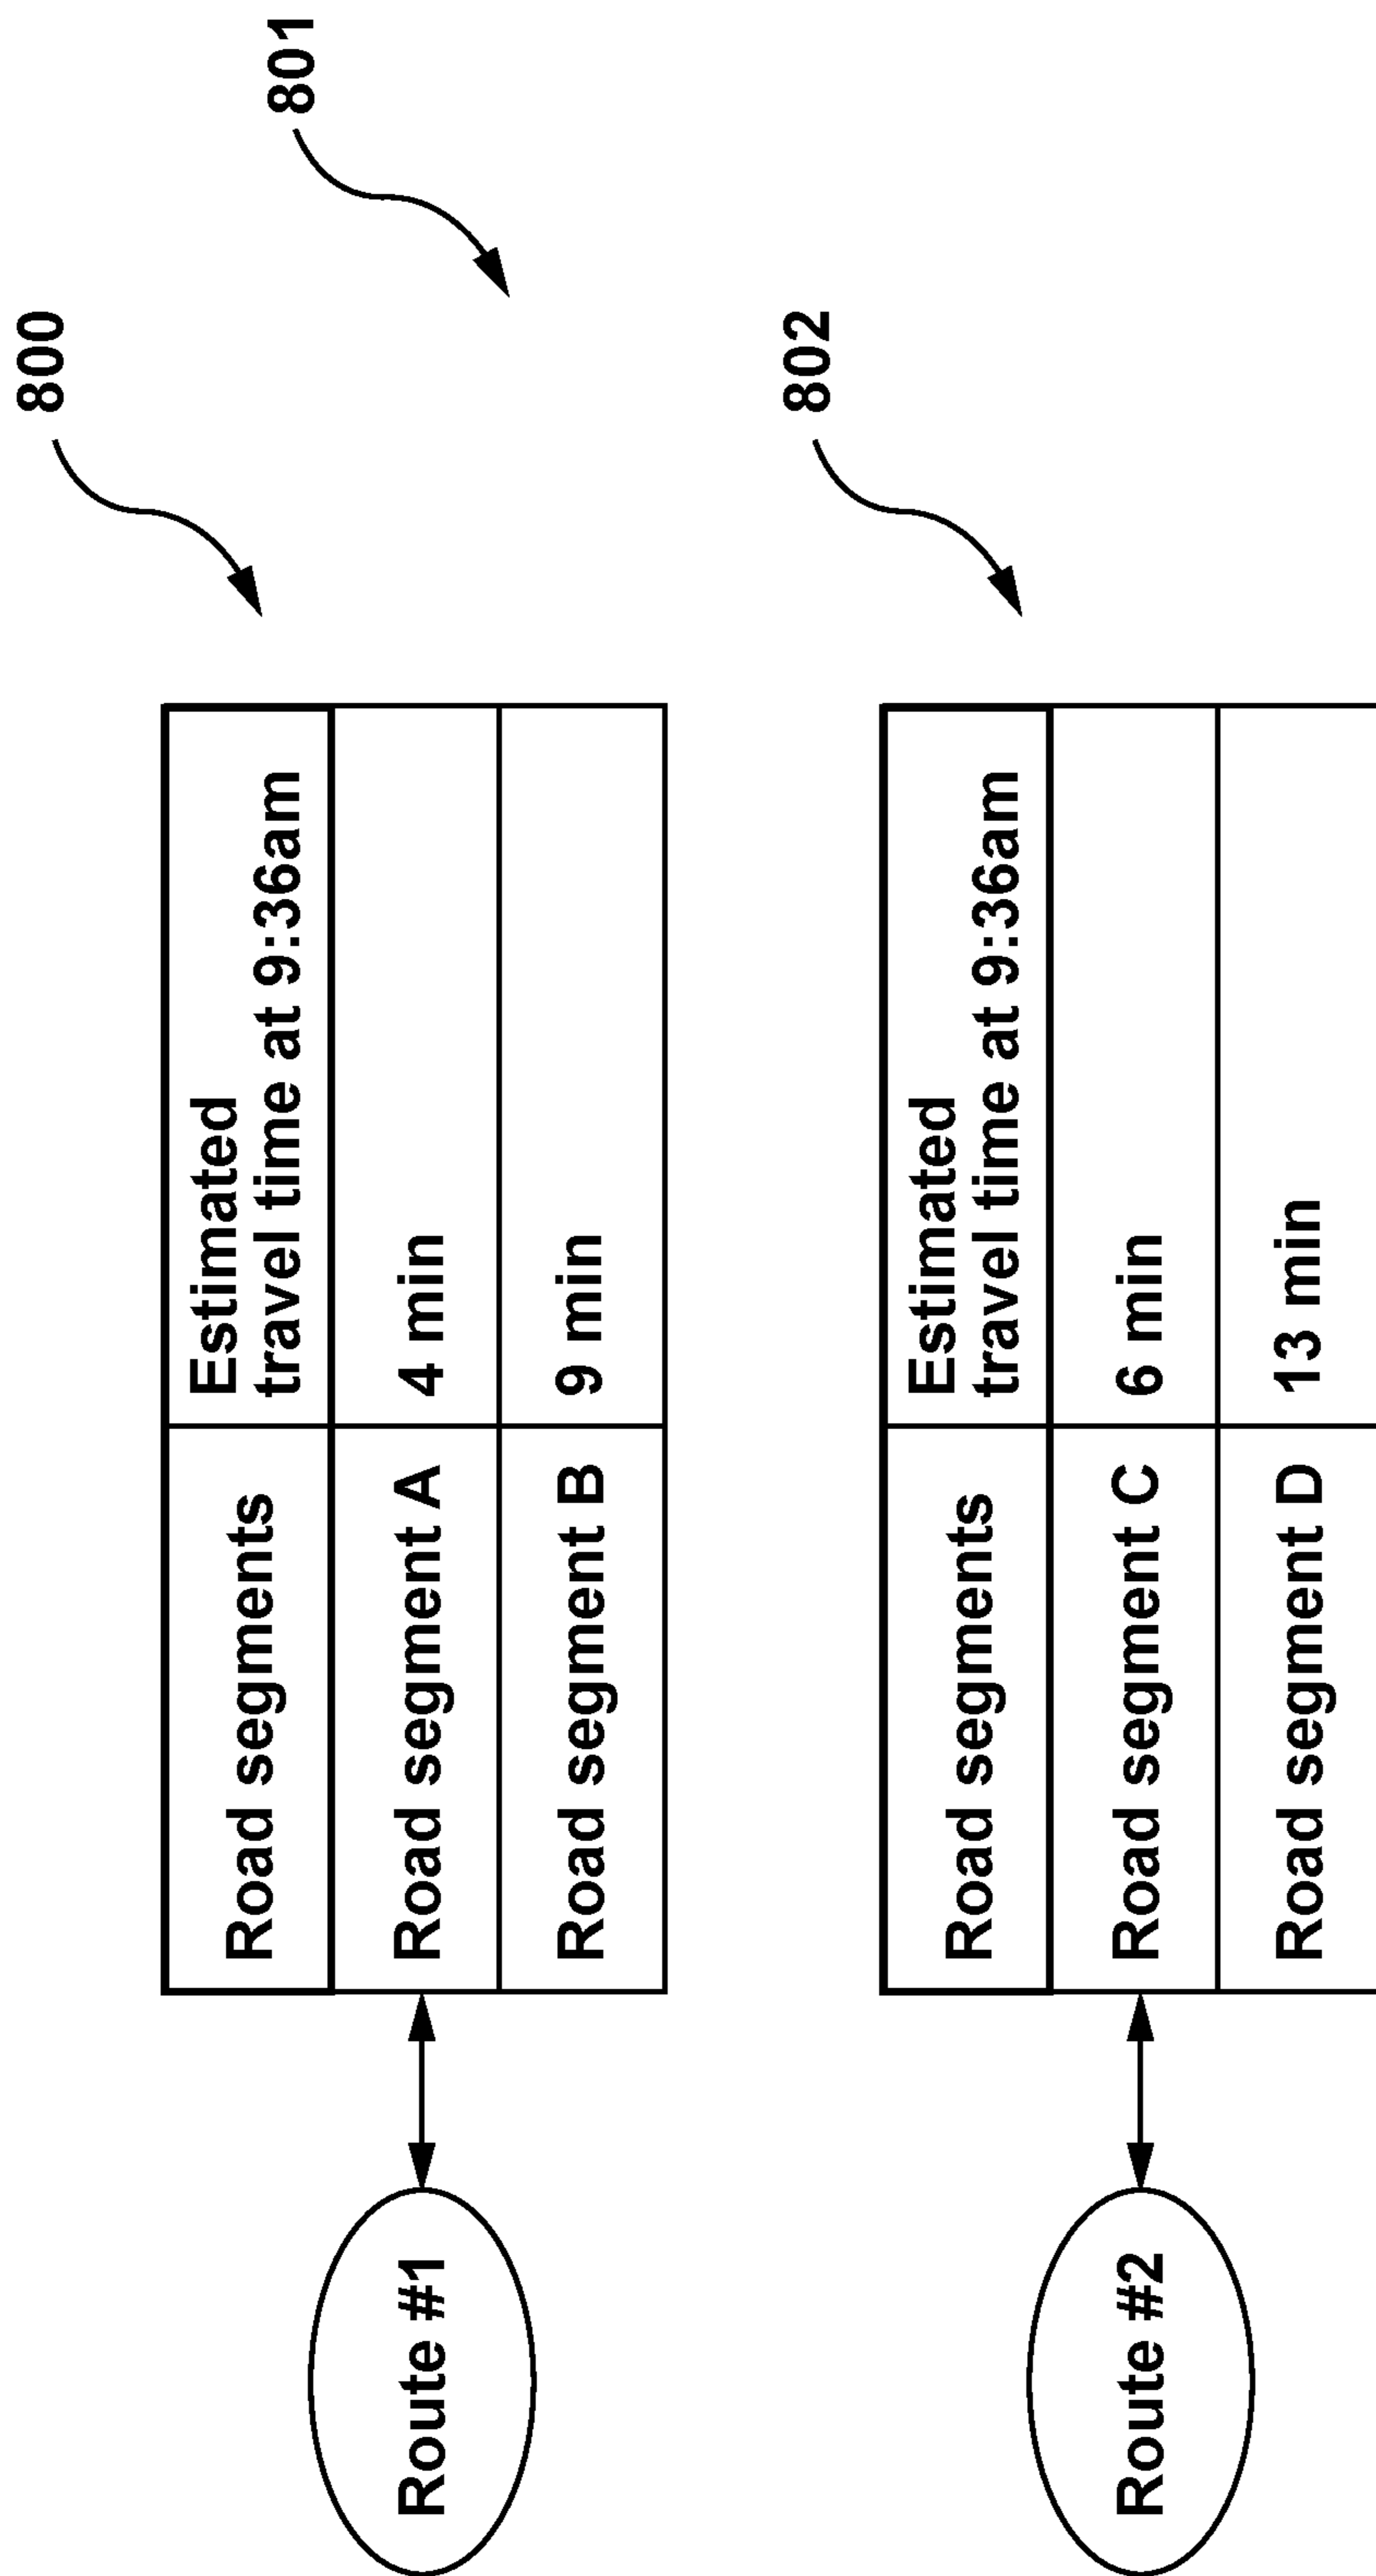 800
801
Route #1
Road segments
Estimated
travel time at 9:36am
Road segment A
4 min
Road segment B
9 min
802
Route #2
Road segments
Estimated
travel time at 9:36am
Road segment C
6 min
Road segment D
13 min